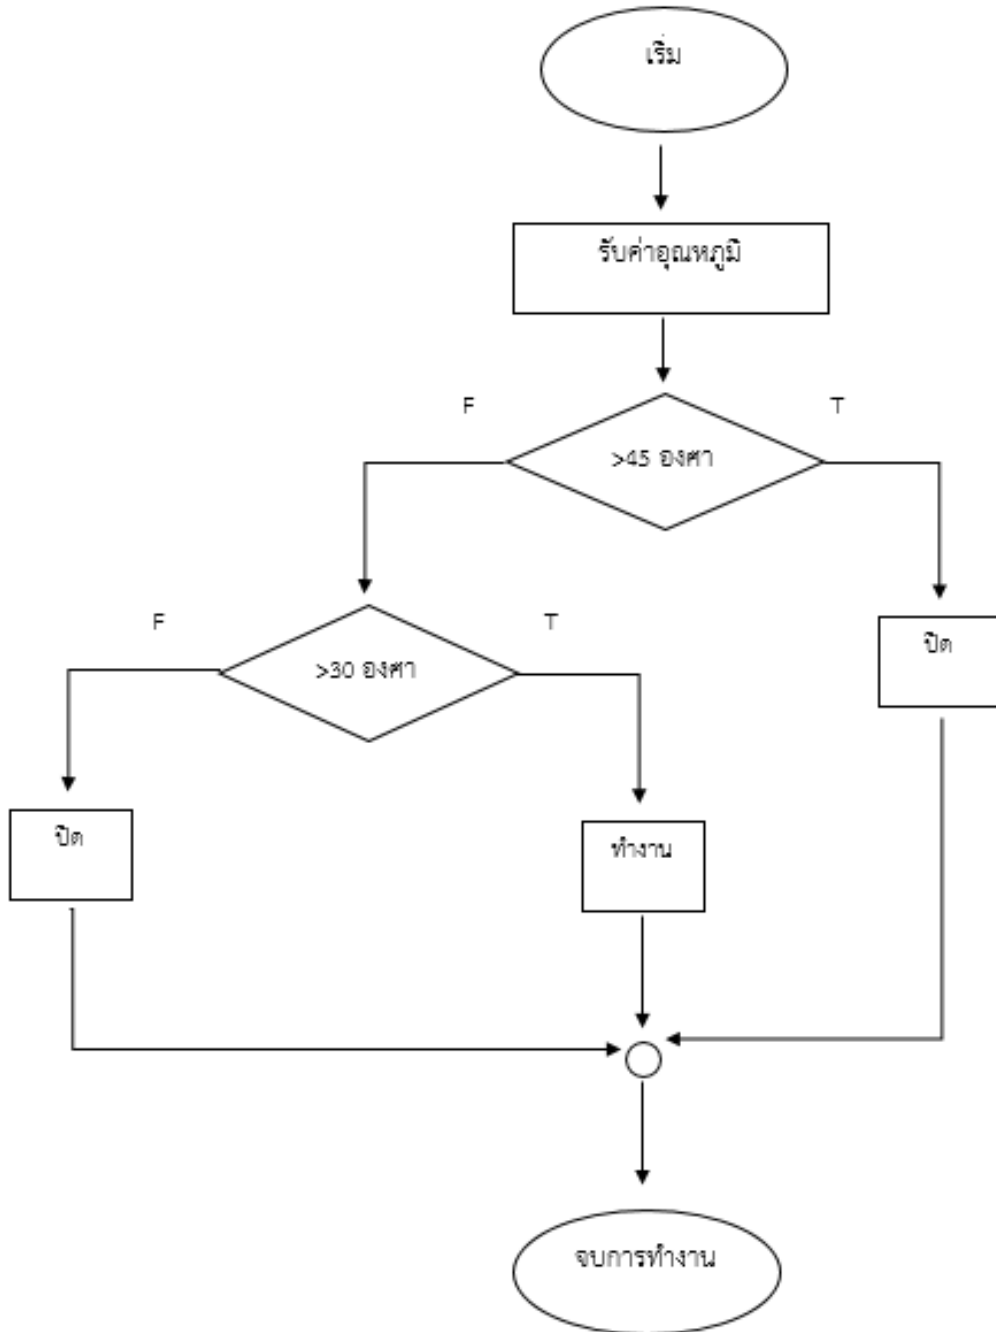 เริ่ม
รับค่าอุณหภูมิ
F
T
>45 องศา
F
T
ปิด
>30 องศา
ปิด
ทำงาน
จบการทำงาน